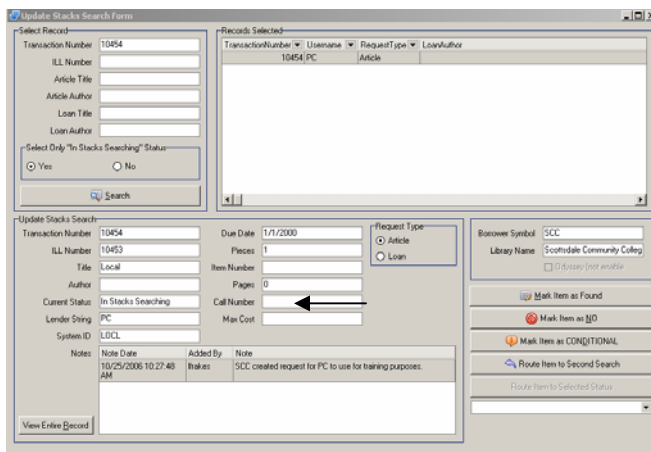 Update Stacks Search Form
Select Record
Transaction Number 10454
ILL Number
Article Title
Article Author
Loan Title
Loan Author
Select Only "In Stacks Searching" Status
Yes No
Search
Records Selected
TransactionNumber Username RequestType LoanAuthor
10454 PC Article
Update Stacks Search
Transaction Number 10454
ILL Number 10453
Title Local
Author
Current Status In Stacks Searching
Lender String PC
System ID LOCL
Due Date 1/1/2000
Pieces 1
Item Number
Pages 0
Call Number
Max Cost
Request Type
Article
Loan
Notes
Note Date Added By Note
10/25/2006 10:27:48 AM lhakes SCC created request for PC to use for training purposes.
View Entire Record
Borrower Symbol SCC
Library Name Scottsdale Community Colleg
Odyssey (not enable
Mark Item as Found
Mark Item as NO
Mark Item as CONDITIONAL
Route Item to Second Search
Route Item to Selected Status